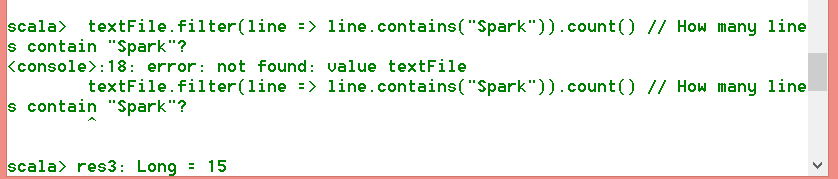 scala>  textFile.filter(line => line.contains("Spark")).count() // How many line
s contain "Spark"?
<console>:18: error: not found: value textFile
        textFile.filter(line => line.contains("Spark")).count() // How many line
s contain "Spark"?
        ^
scala> res3: Long = 15